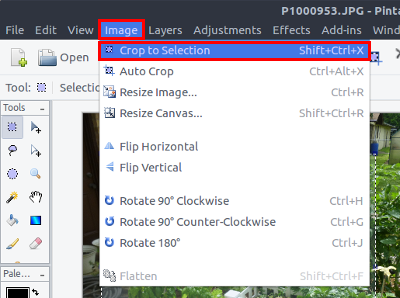 P1000953.JPG - Pinta
File Edit View Image Layers Adjustments Effects Add-ins Wind
Open
Crop to Selection Shift+Ctrl+X
Tool: Selectio
Auto Crop Ctrl+Alt+X
Resize Image... Ctrl+R
Tools
Resize Canvas... Shift+Ctrl+R
Flip Horizontal
Flip Vertical
Rotate 90° Clockwise Ctrl+H
Rotate 90° Counter-Clockwise Ctrl+G
Rotate 180° Ctrl+J
Pale...
Flatten Shift+Ctrl+F